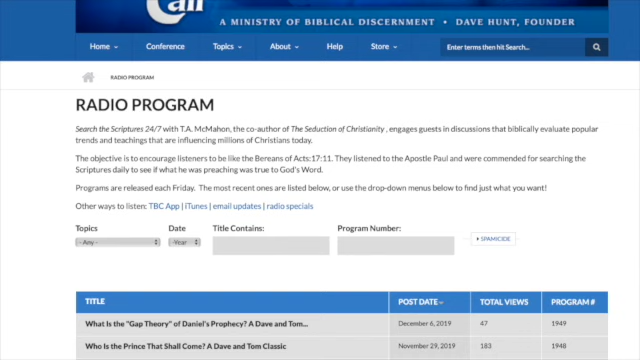 Call
A MINISTRY OF BIBLICAL DISCERNMENT • DAVE HUNT, FOUNDER
Home Conference Topics About Help Store Enter terms then hit Search...
RADIO PROGRAM
RADIO PROGRAM
Search the Scriptures 24/7 with T.A. McMahon, the co-author of The Seduction of Christianity , engages guests in discussions that biblically evaluate popular
trends and teachings that are influencing millions of Christians today.
The objective is to encourage listeners to be like the Bereans of Acts:17:11. They listened to the Apostle Paul and were commended for searching the
Scriptures daily to see if what he was preaching was true to God's Word.
Programs are released each Friday. The most recent ones are listed below, or use the drop-down menus below to find just what you want!
Other ways to listen: TBC App | iTunes | email updates | radio specials
Topics Date Title Contains: Program Number:
- Any - -Year SPAMICIDE
TITLE POST DATE TOTAL VIEWS PROGRAM #
What Is the "Gap Theory" of Daniel's Prophecy? A Dave and Tom... December 6, 2019 47 1949
Who Is the Prince That Shall Come? A Dave and Tom Classic November 29, 2019 183 1948